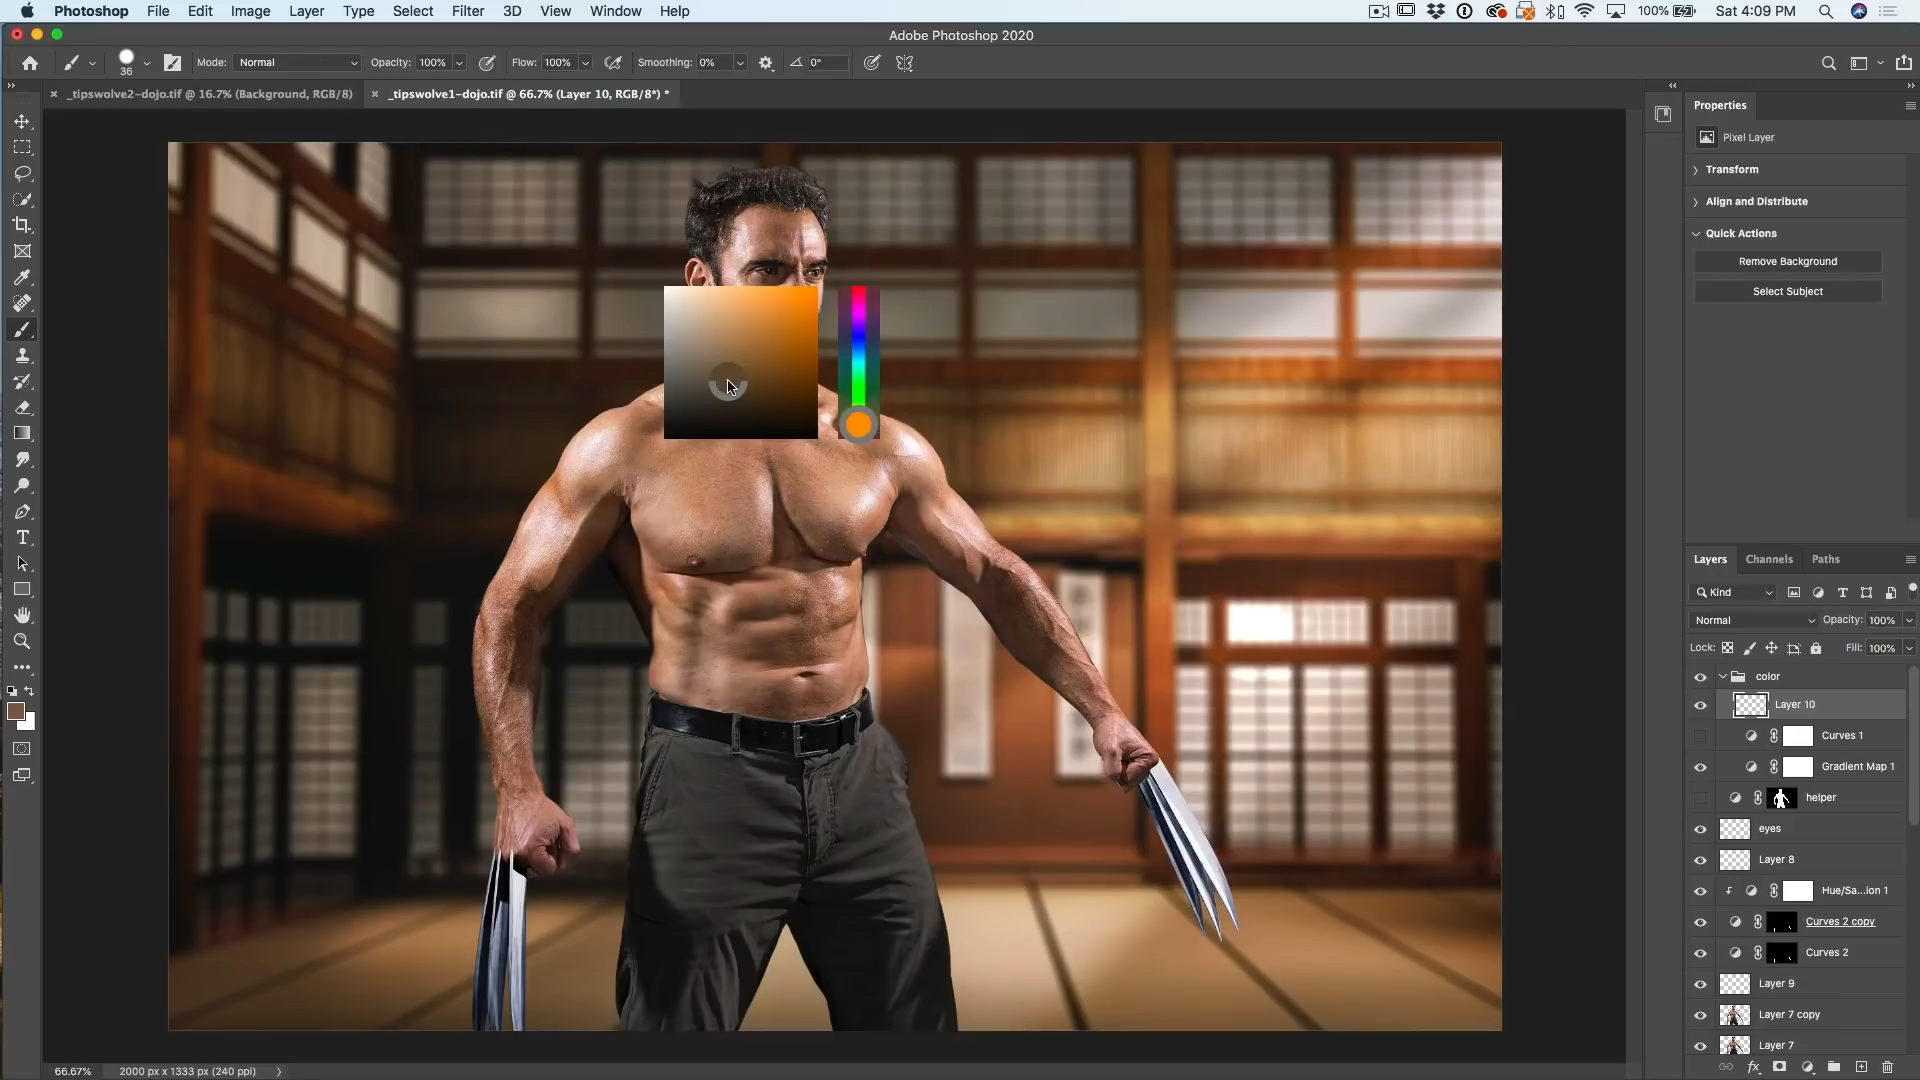 Photoshop File Edit Image Layer Type Select Filter 3D View Window Help 100% Sat 4:09 PM
Adobe Photoshop 2020
36 Mode: Normal Opacity: 100% Flow: 100% Smoothing: 0% 0°
_tipswolve2-dojo.tif @ 16.7% (Background, RGB/8) _tipswolve1-dojo.tif @ 66.7% (Layer 10, RGB/8*) *
Properties
Pixel Layer
Transform
Align and Distribute
Quick Actions
Remove Background
Select Subject
Layers Channels Paths
Kind
Normal Opacity: 100%
Lock: Fill: 100%
color
Layer 10
Curves 1
Gradient Map 1
helper
eyes
Layer 8
Hue/Sa...ion 1
Curves 2 copy
Curves 2
Layer 9
Layer 7 copy
Layer 7
66.67% 2000 px x 1333 px (240 ppi)